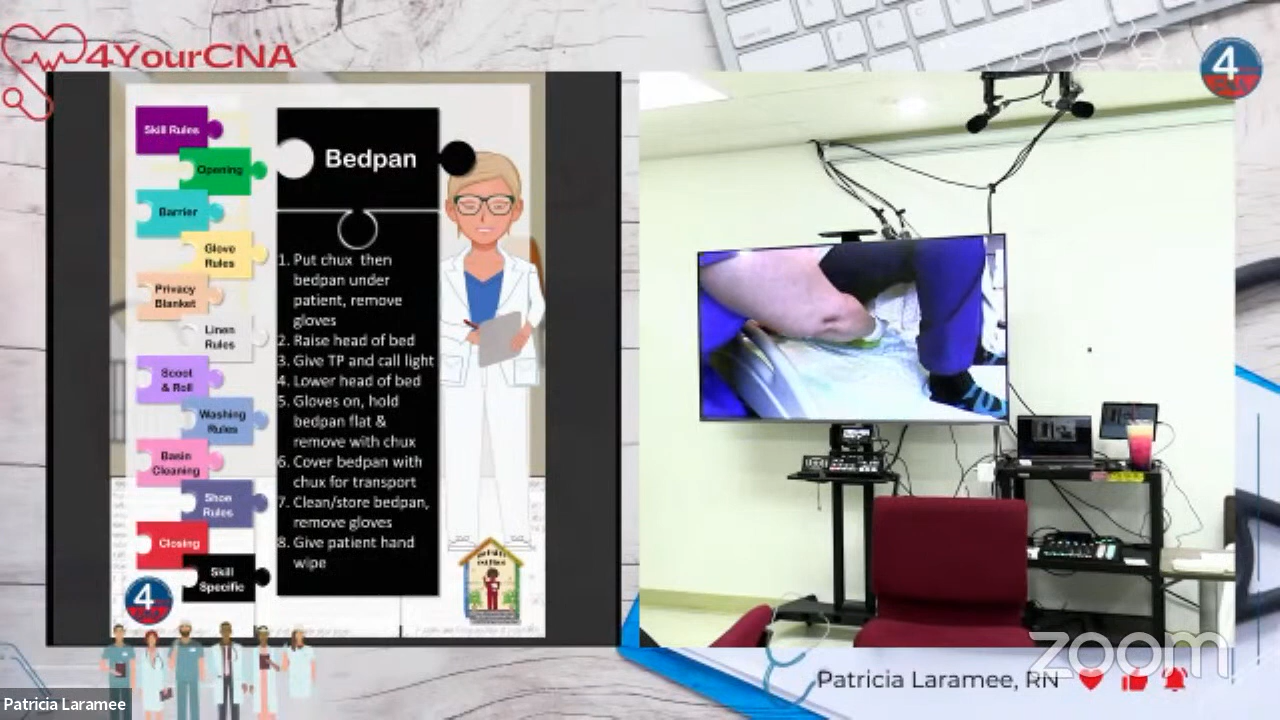 4YourCNA
4
Skill Rules
Opening
Barrier
Glove
Rules
Privacy
Blanket
Linen
Rules
Scoot
& Roll
Washing
Rules
Basin
Cleaning
Shoe
Rules
Closing
Skill
Specific
4
Bedpan
1. Put chux then
bedpan under
patient, remove
gloves
2. Raise head of bed
3. Give TP and call light
4. Lower head of bed
5. Gloves on, hold
bedpan flat &
remove with chux
6. Cover bedpan with
chux for transport
7. Clean/store bedpan,
remove gloves
8. Give patient hand
wipe
zoom
Patricia Laramee, RN
Patricia Laramee